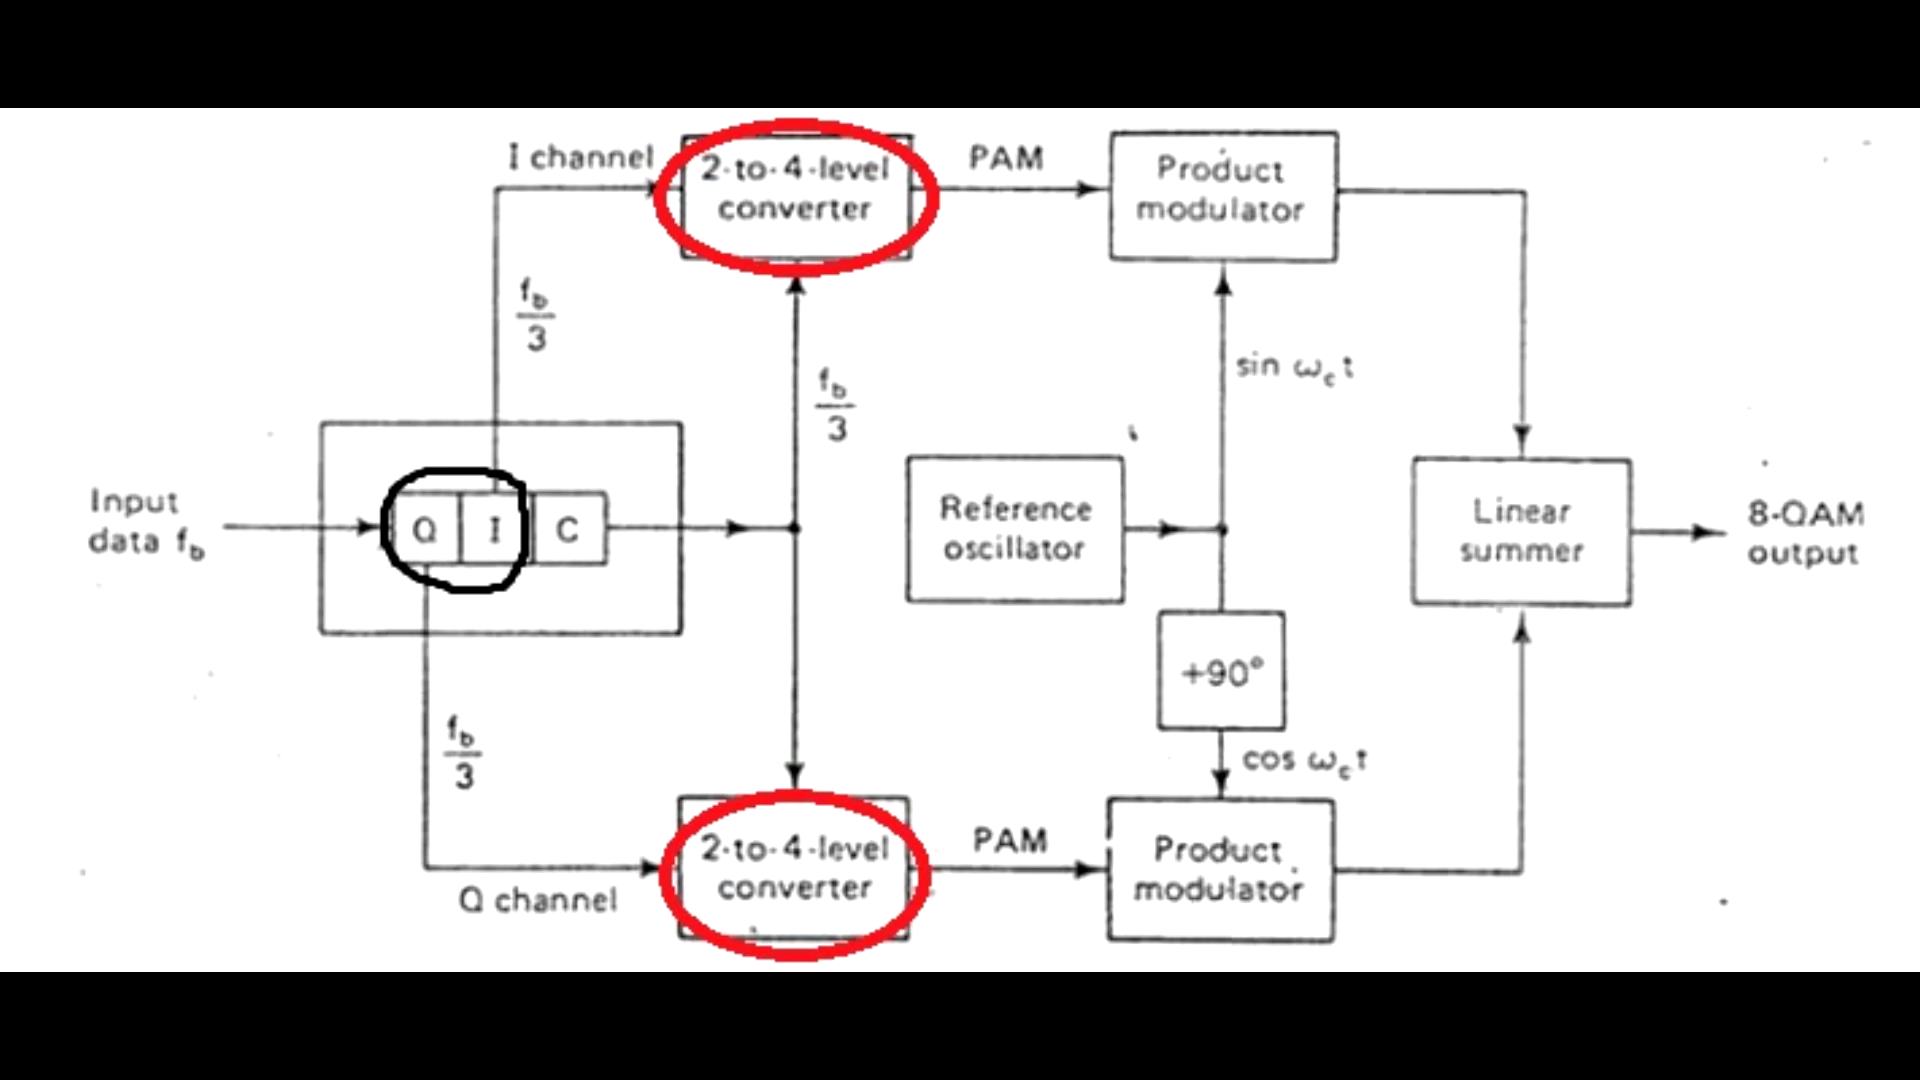 I channel
2-to-4-level
converter
PAM
Product
modulator
f_b
3
f_b
3
sin ω_c t
Input
data f_b
Q I C
Reference
oscillator
Linear
summer
8-QAM
output
+90°
f_b
3
cos ω_c t
Q channel
2-to-4-level
converter
PAM
Product
modulator